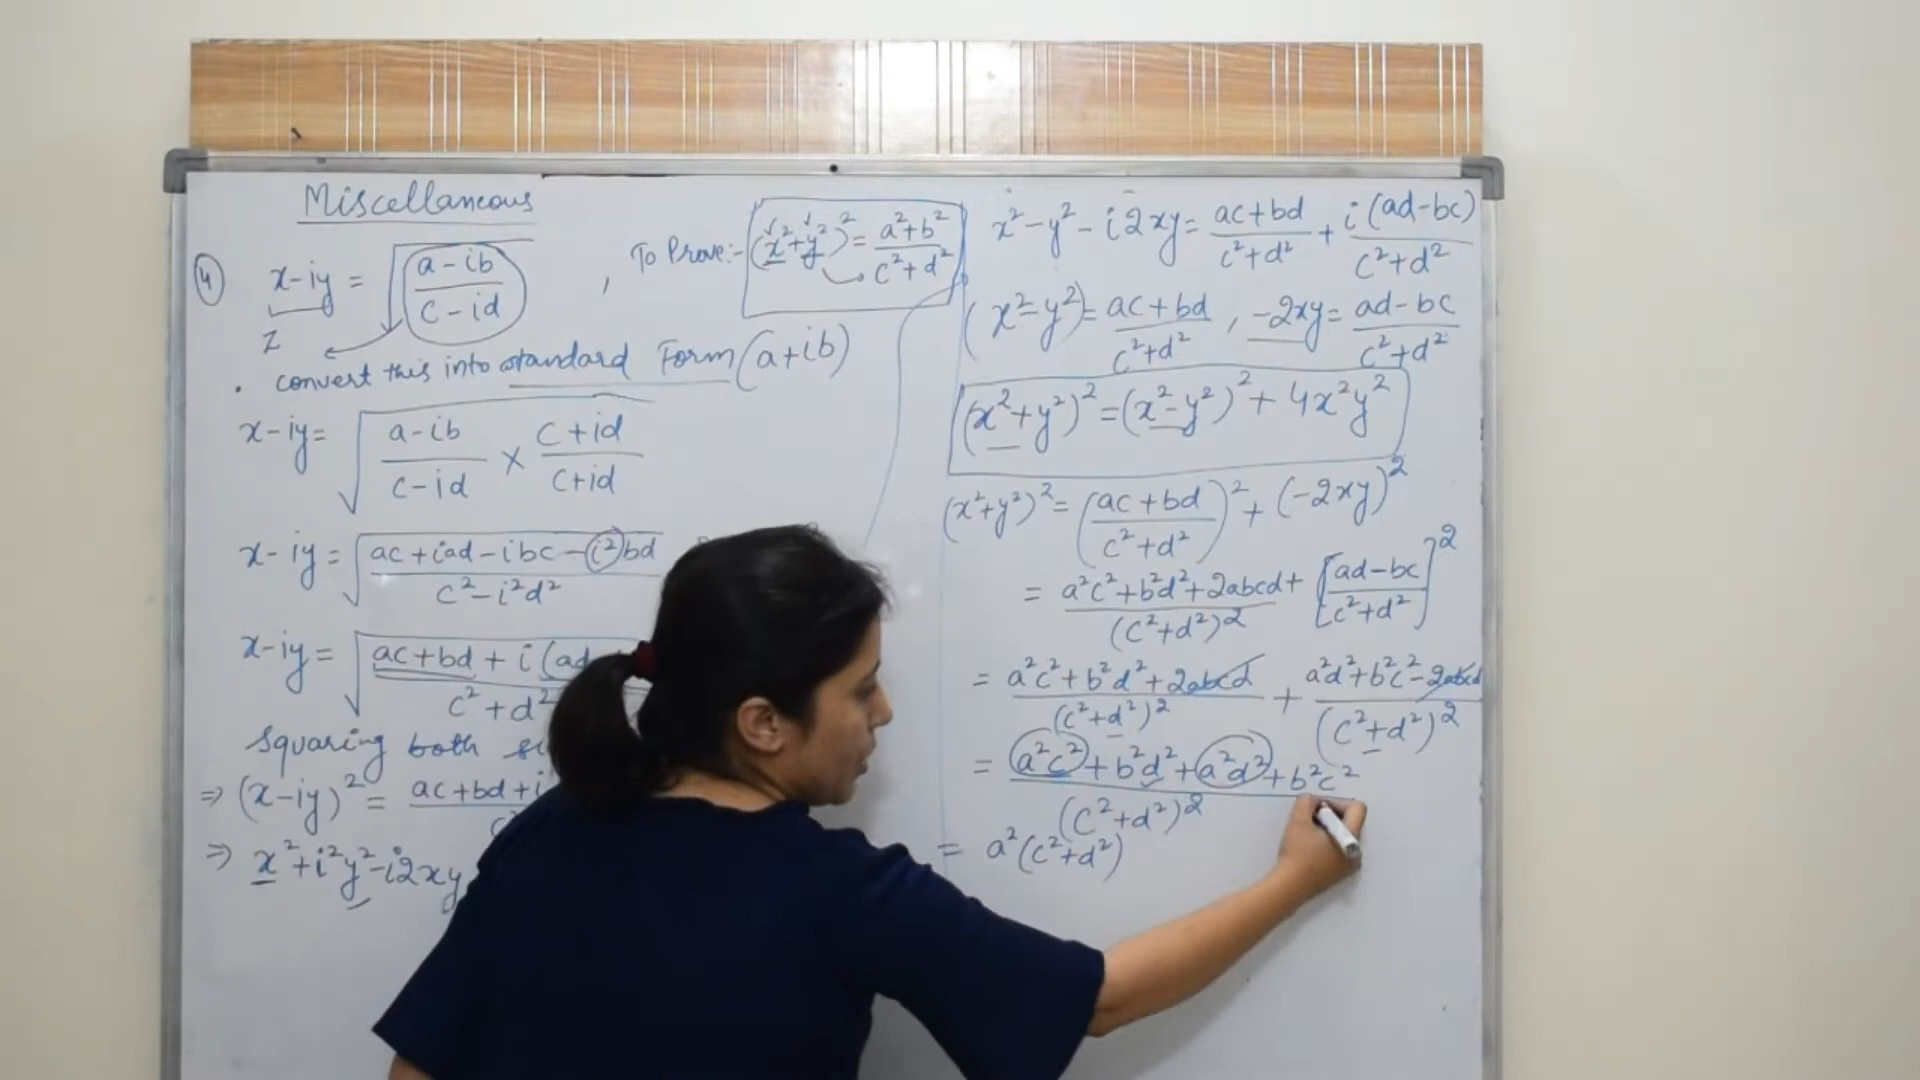 Miscellaneous
④ x-iy = √((a-ib)/(c-id)) , To Prove:- (x²+y²)² = (a²+b²)/(c²+d²)
z
. convert this into standard Form (a+ib)
x-iy = √((a-ib)/(c-id) × (c+id)/(c+id))
x-iy = √((ac+iad-ibc-i²bd)/(c²-i²d²))
x-iy = √((ac+bd+i(ad
c²+d²
Squaring both
⇒ (x-iy)² = ac+bd+i
⇒ x²+i²y²-i2xy
x²-y²-i2xy = (ac+bd)/(c²+d²) + i(ad-bc)/(c²+d²)
(x²-y²) = (ac+bd)/(c²+d²) , -2xy = (ad-bc)/(c²+d²)
(x²+y²)² = (x²-y²)² + 4x²y²
(x²+y²)² = ((ac+bd)/(c²+d²))² + (-2xy)²
= (a²c²+b²d²+2abcd)/(c²+d²)² + [(ad-bc)/(c²+d²)]²
= (a²c²+b²d²+2abcd)/(c²+d²)² + (a²d²+b²c²-2abcd)/(c²+d²)²
= (a²c²+b²d²+a²d²+b²c²)/(c²+d²)²
= a²(c²+d²)